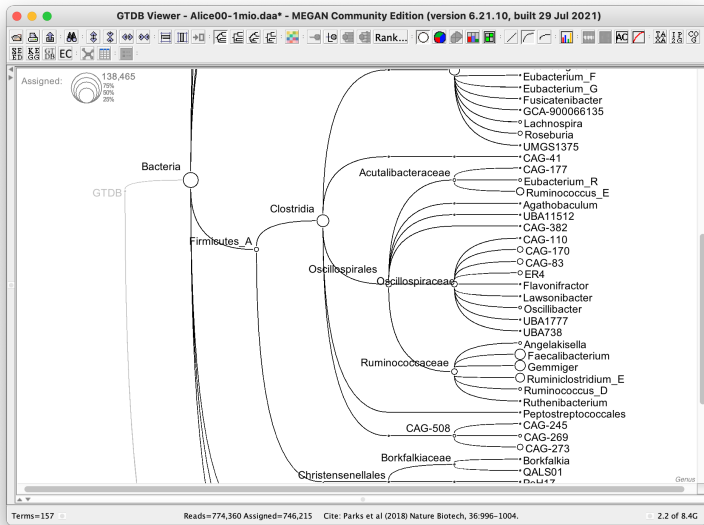 GTDB Viewer - Alice00-1mio.daa* - MEGAN Community Edition (version 6.21.10, built 29 Jul 2021)
Rank...
EC
Assigned:
138,465
75%
50%
25%
Eubacterium_F
Eubacterium_G
Fusicatenibacter
GCA-900066135
Lachnospira
Roseburia
UMGS1375
Bacteria
CAG-41
Acutalibacteraceae
CAG-177
Eubacterium_R
GTDB
Ruminococcus_E
Clostridia
Agathobaculum
UBA11512
CAG-382
Firmicutes_A
CAG-110
CAG-170
CAG-83
Oscillospirales
ER4
Oscillospiraceae
Flavonifractor
Lawsonibacter
Oscillibacter
UBA1777
UBA738
Angelakisella
Faecalibacterium
Ruminococcaceae
Gemmiger
Ruminiclostridium_E
Ruminococcus_D
Ruthenibacterium
Peptostreptococcales
CAG-508
CAG-245
CAG-269
CAG-273
Borkfalkiaceae
Borkfalkia
QALS01
Christensenellales
Genus
Terms=157
Reads=774,360 Assigned=746,215
Cite: Parks et al (2018) Nature Biotech, 36:996-1004.
2.2 of 8.4G